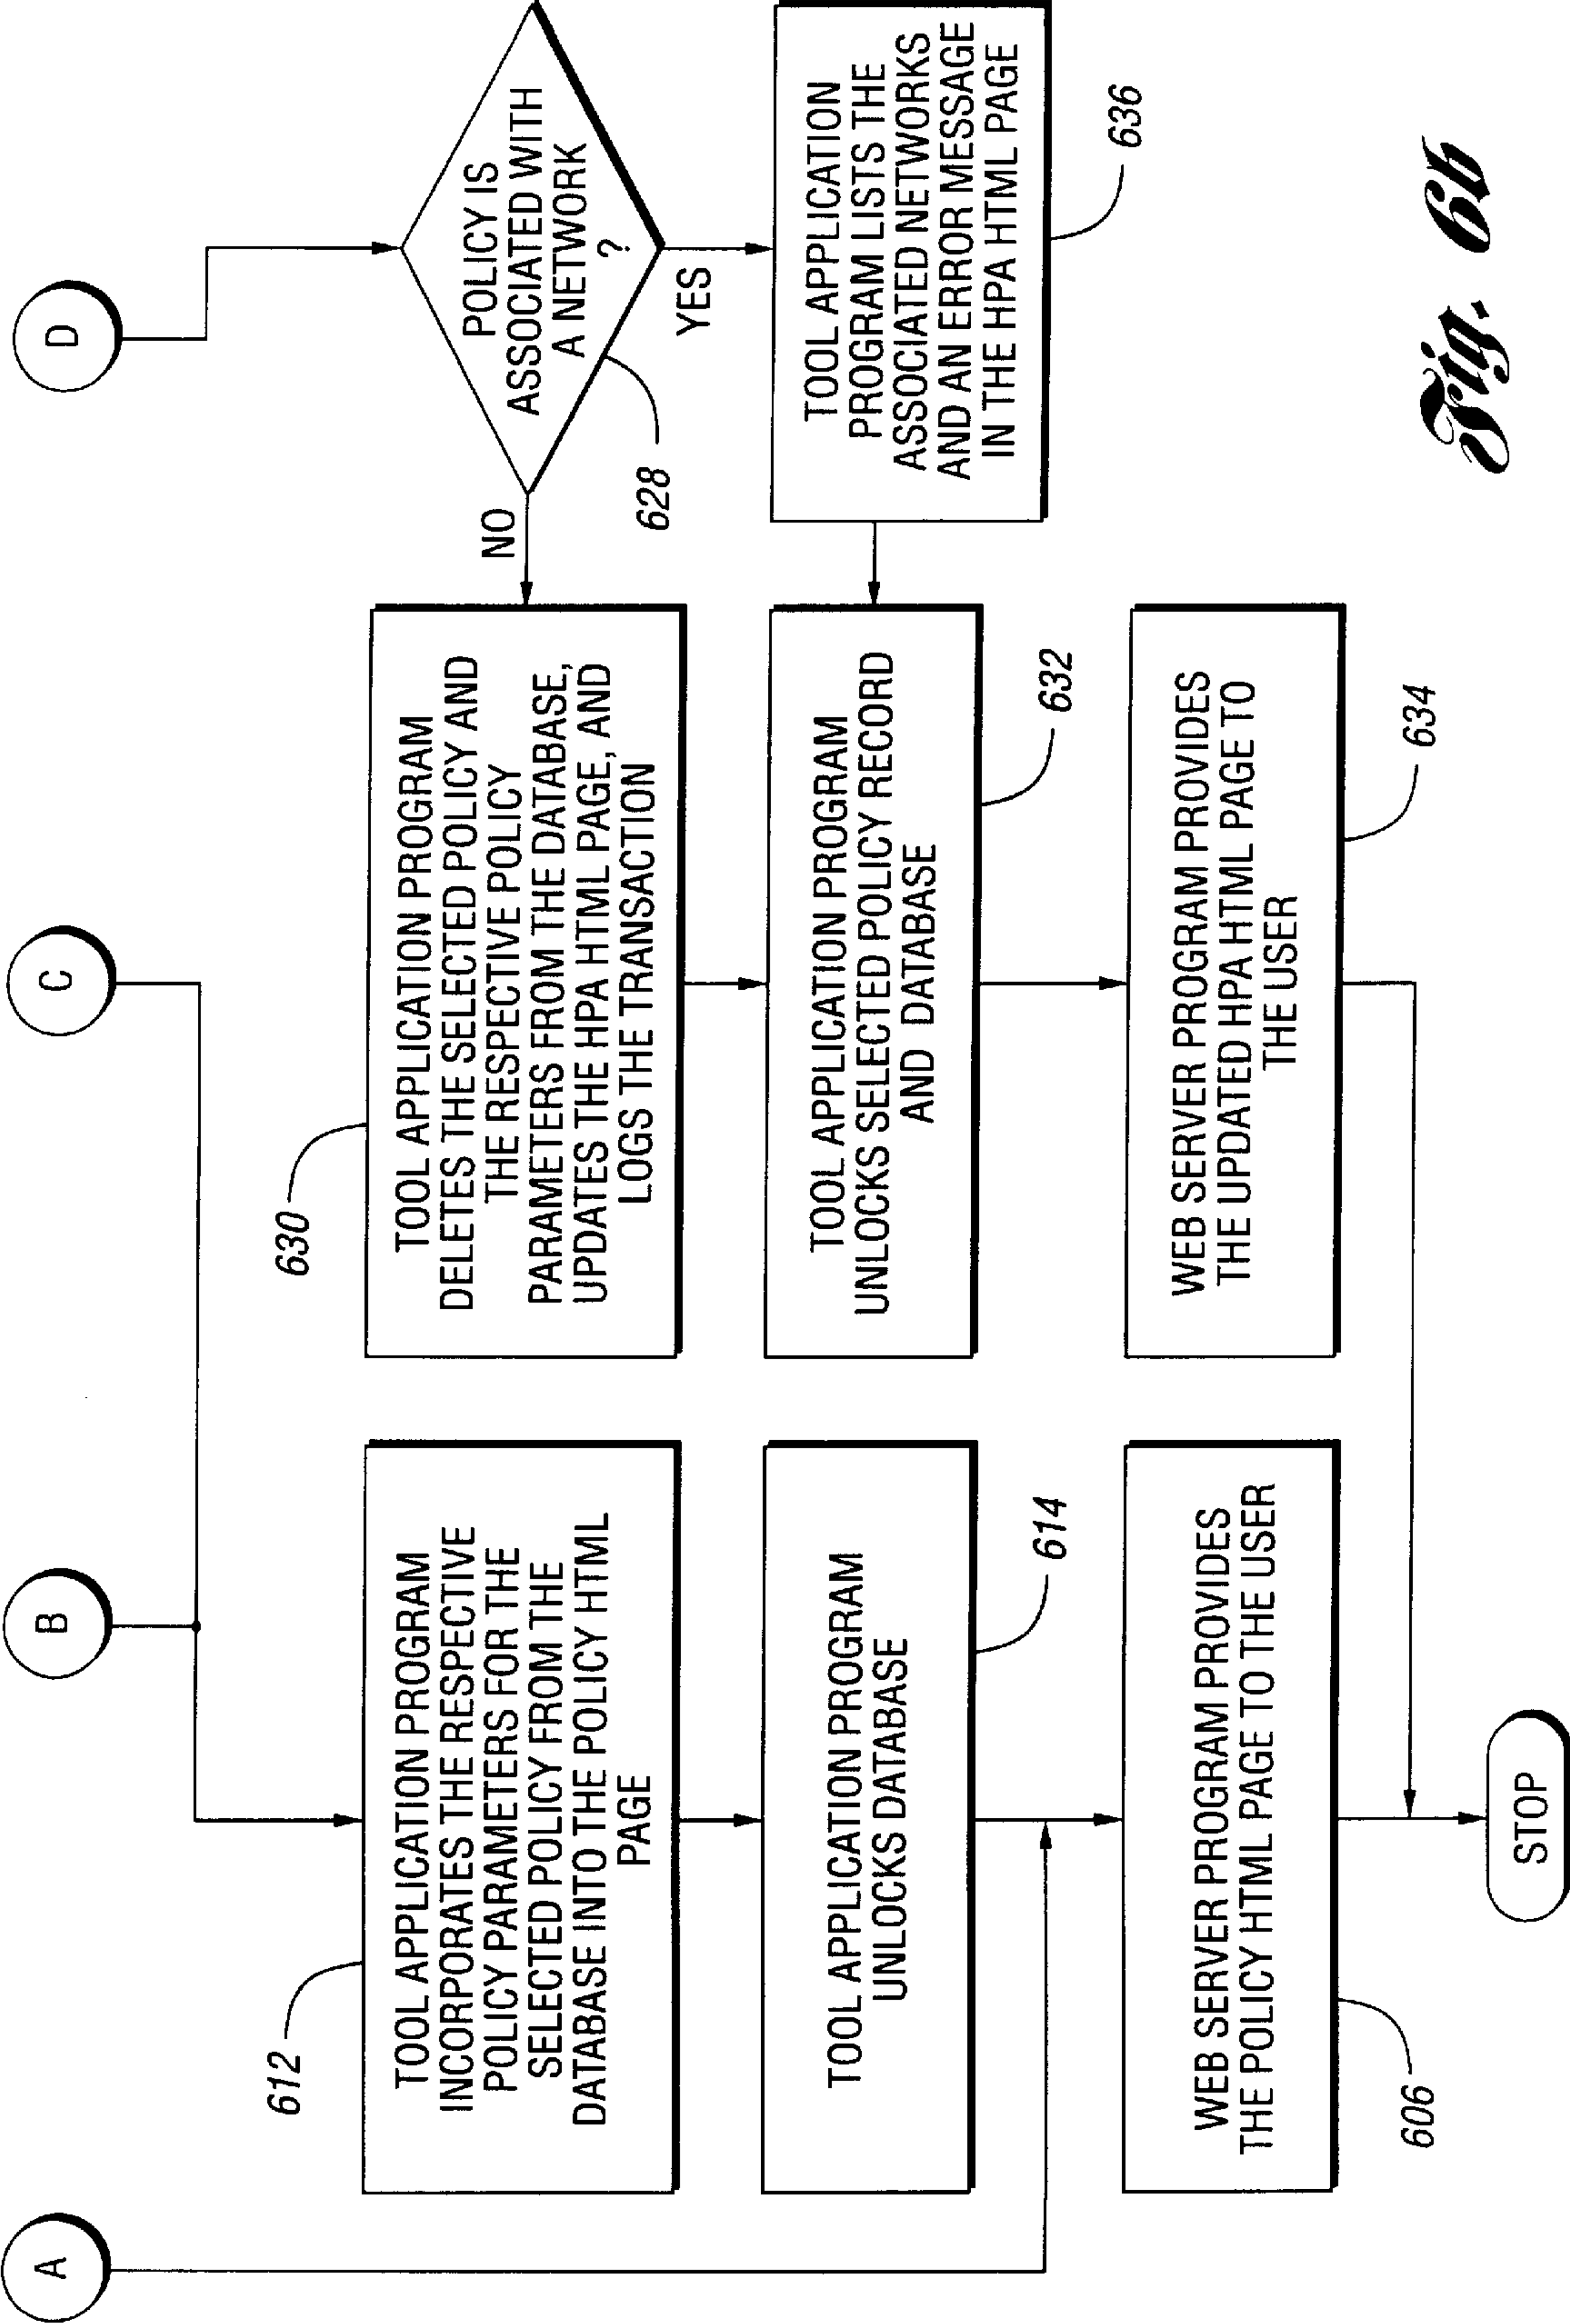 A
B
C
D
612
TOOL APPLICATION PROGRAM
INCORPORATES THE RESPECTIVE
POLICY PARAMETERS FOR THE
SELECTED POLICY FROM THE
DATABASE INTO THE POLICY HTML
PAGE
630
TOOL APPLICATION PROGRAM
DELETES THE SELECTED POLICY AND
THE RESPECTIVE POLICY
PARAMETERS FROM THE DATABASE,
UPDATES THE HPA HTML PAGE, AND
LOGS THE TRANSACTION
NO
POLICY IS
ASSOCIATED WITH
A NETWORK
?
628
YES
TOOL APPLICATION PROGRAM
UNLOCKS DATABASE
614
TOOL APPLICATION PROGRAM
UNLOCKS SELECTED POLICY RECORD
AND DATABASE
632
TOOL APPLICATION
PROGRAM LISTS THE
ASSOCIATED NETWORKS
AND AN ERROR MESSAGE
IN THE HPA HTML PAGE
636
WEB SERVER PROGRAM PROVIDES
THE POLICY HTML PAGE TO THE USER
606
WEB SERVER PROGRAM PROVIDES
THE UPDATED HPA HTML PAGE TO
THE USER
634
STOP
Fig. 6b